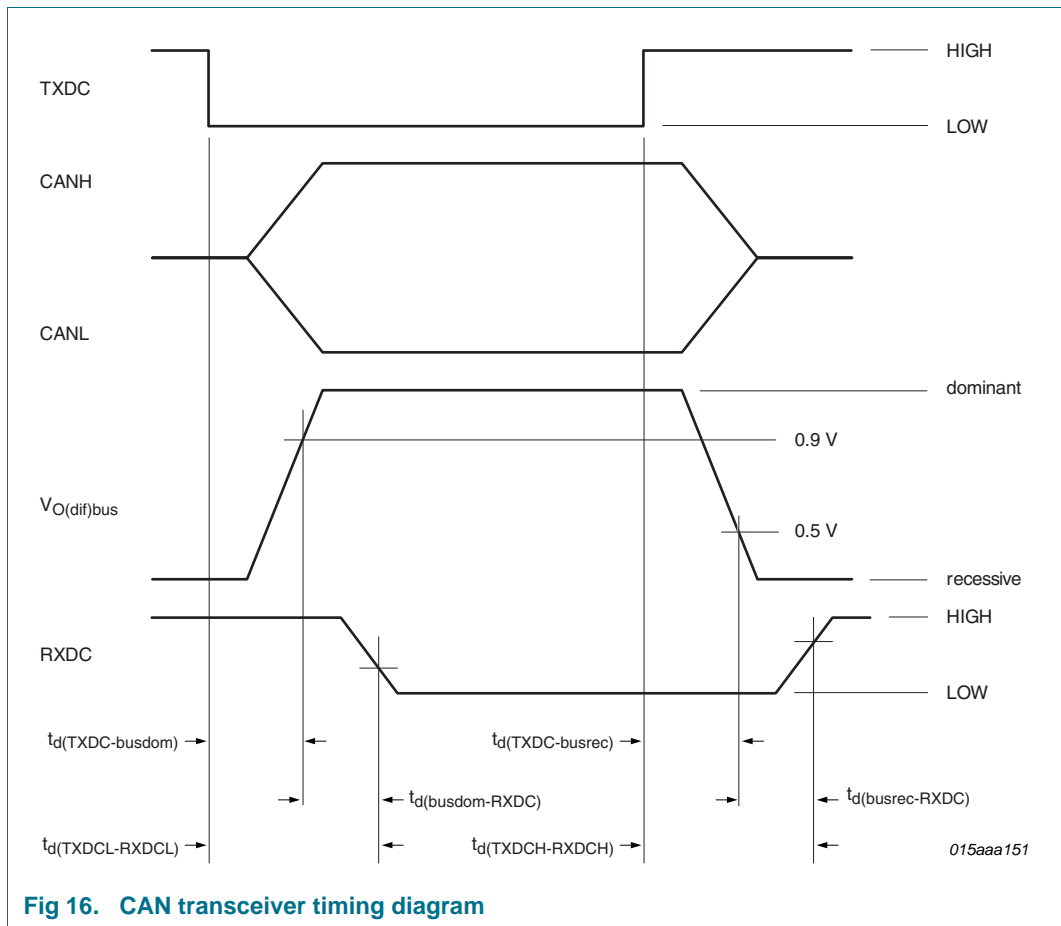 HIGH
TXDC
LOW
CANH
CANL
dominant
0.9 V
VO(dif)bus
0.5 V
recessive
HIGH
RXDC
LOW
td(TXDC-busdom)
td(TXDC-busrec)
td(busdom-RXDC)
td(busrec-RXDC)
td(TXDCL-RXDCL)
td(TXDCH-RXDCH)
015aaa151
Fig 16. CAN transceiver timing diagram